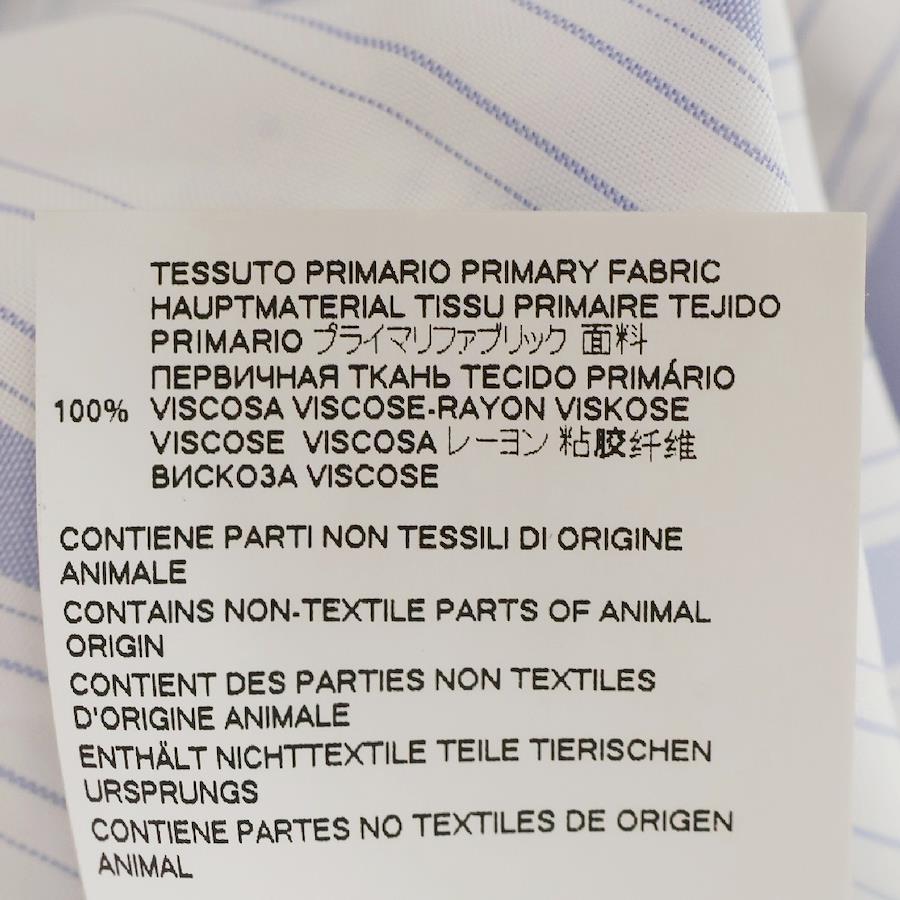 TESSUTO PRIMARIO PRIMARY FABRIC
HAUPTMATERIAL TISSU PRIMAIRE TEJIDO
PRIMARIO プライマリファブリック 面料
ПЕРВИЧНАЯ ТКАНЬ TECIDO PRIMÁRIO
100% VISCOSA VISCOSE-RAYON VISKOSE
VISCOSE VISCOSA レーヨン 粘胶纤维
ВИСКОЗА VISCOSE
CONTIENE PARTI NON TESSILI DI ORIGINE
ANIMALE
CONTAINS NON-TEXTILE PARTS OF ANIMAL
ORIGIN
CONTIENT DES PARTIES NON TEXTILES
D'ORIGINE ANIMALE
ENTHÄLT NICHTTEXTILE TEILE TIERISCHEN
URSPRUNGS
CONTIENE PARTES NO TEXTILES DE ORIGEN
ANIMAL